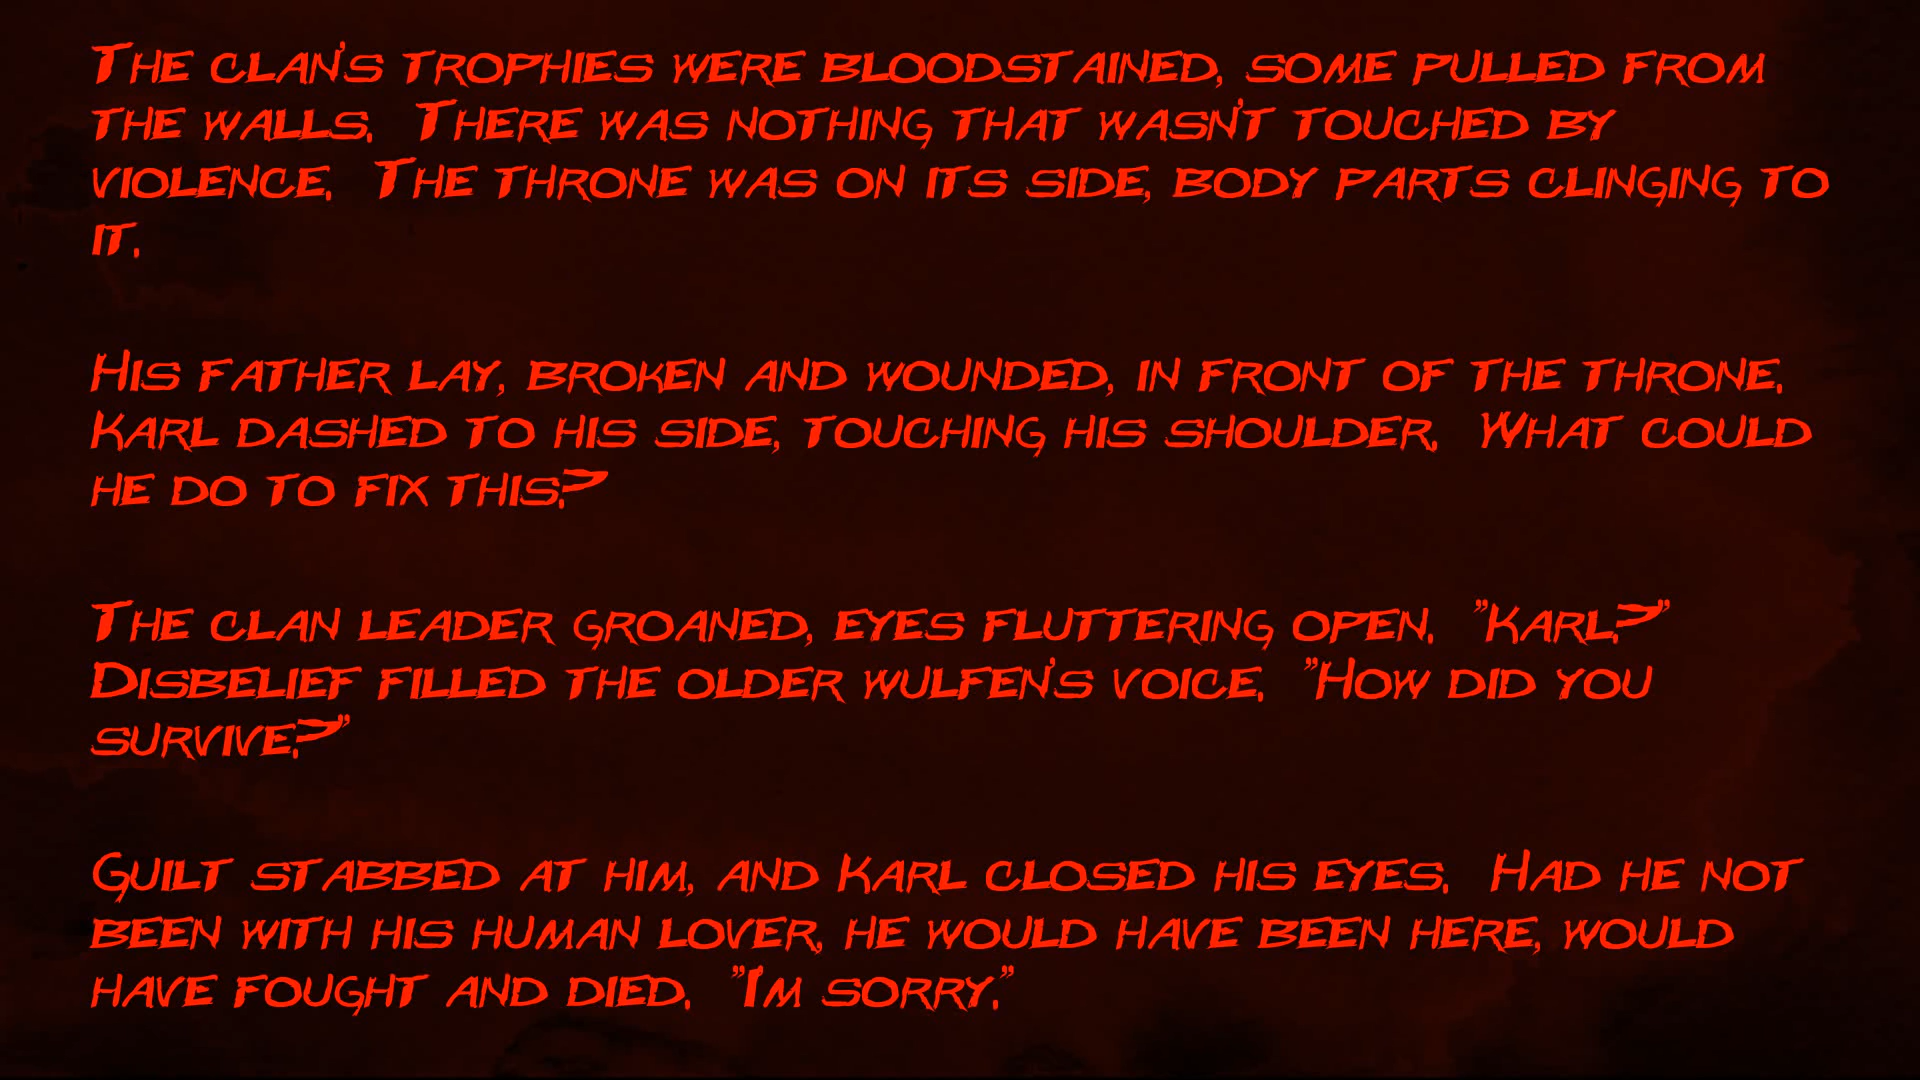 The clan's trophies were bloodstained, some pulled from
the walls.  There was nothing that wasn't touched by
violence.  The throne was on its side, body parts clinging to
it.
His father lay, broken and wounded, in front of the throne.
Karl dashed to his side, touching his shoulder.  What could
he do to fix this?
The clan leader groaned, eyes fluttering open.  "Karl?"
Disbelief filled the older wulfen's voice.  "How did you
survive?"
Guilt stabbed at him, and Karl closed his eyes.  Had he not
been with his human lover, he would have been here, would
have fought and died.  "I'm sorry."